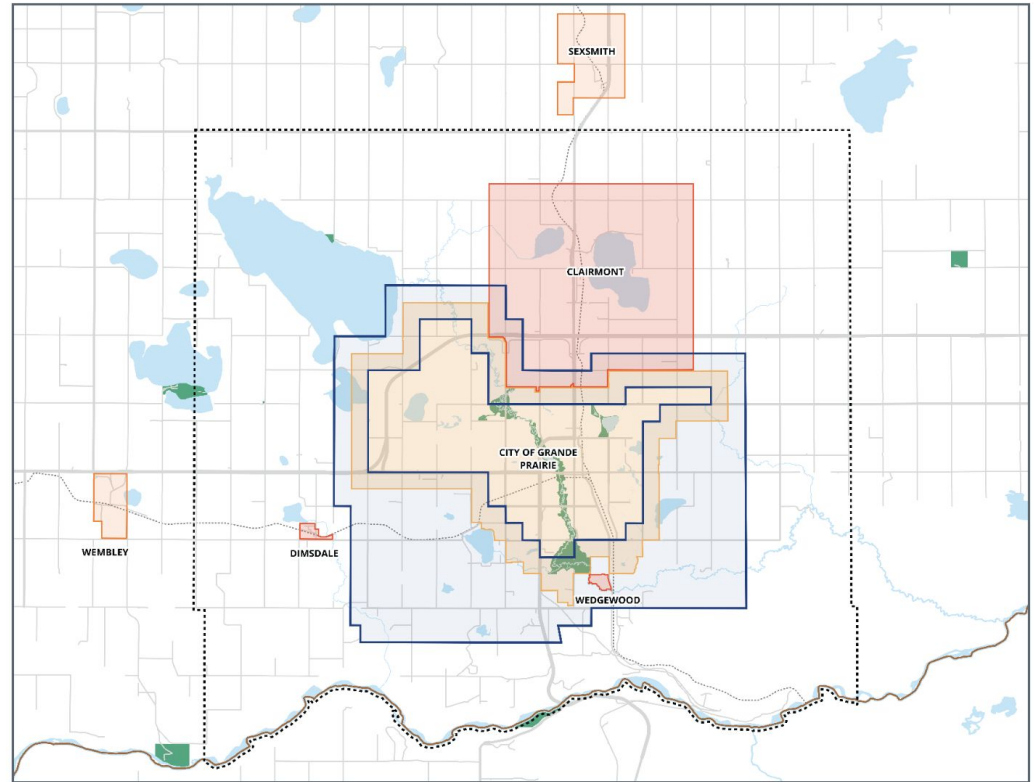 SEXSMITH
CLAIRMONT
CITY OF GRANDE
PRAIRIE
WEMBLEY
DIMSDALE
WEDGEWOOD